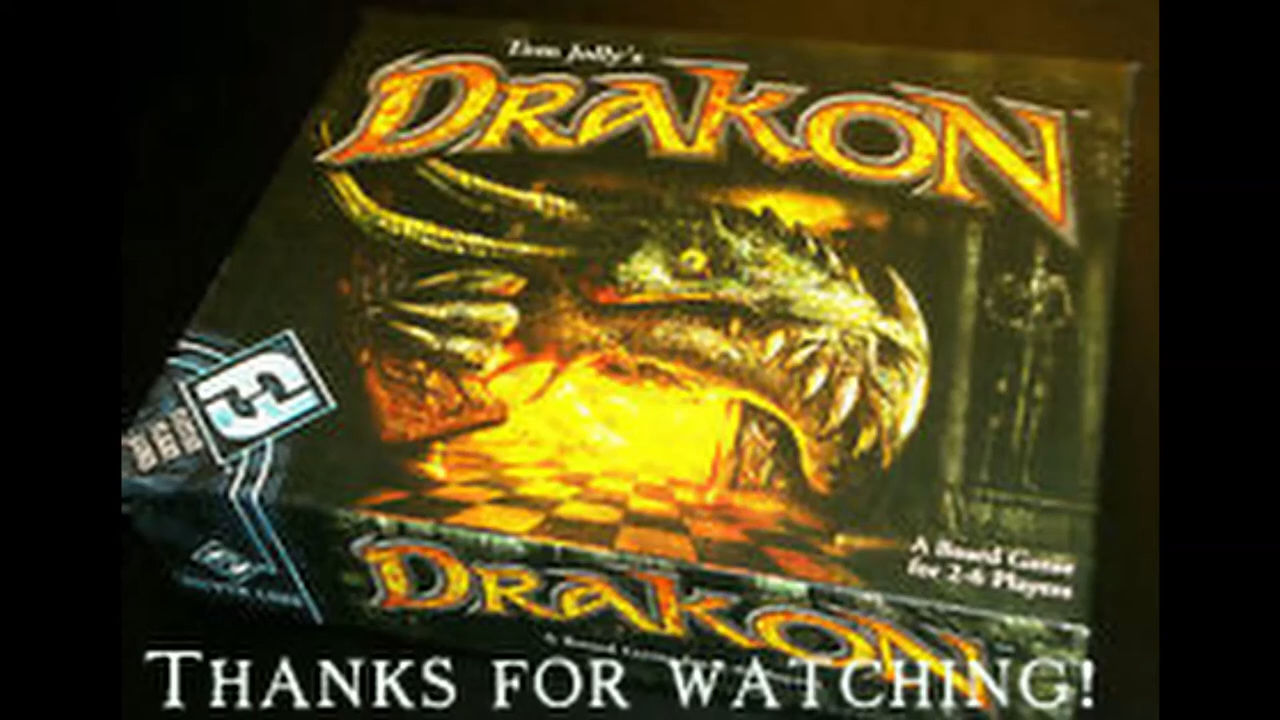 Tom Jolly's
DRAKON
A Board Game
for 2-6 Players
DRAKON
THANKS FOR WATCHING!